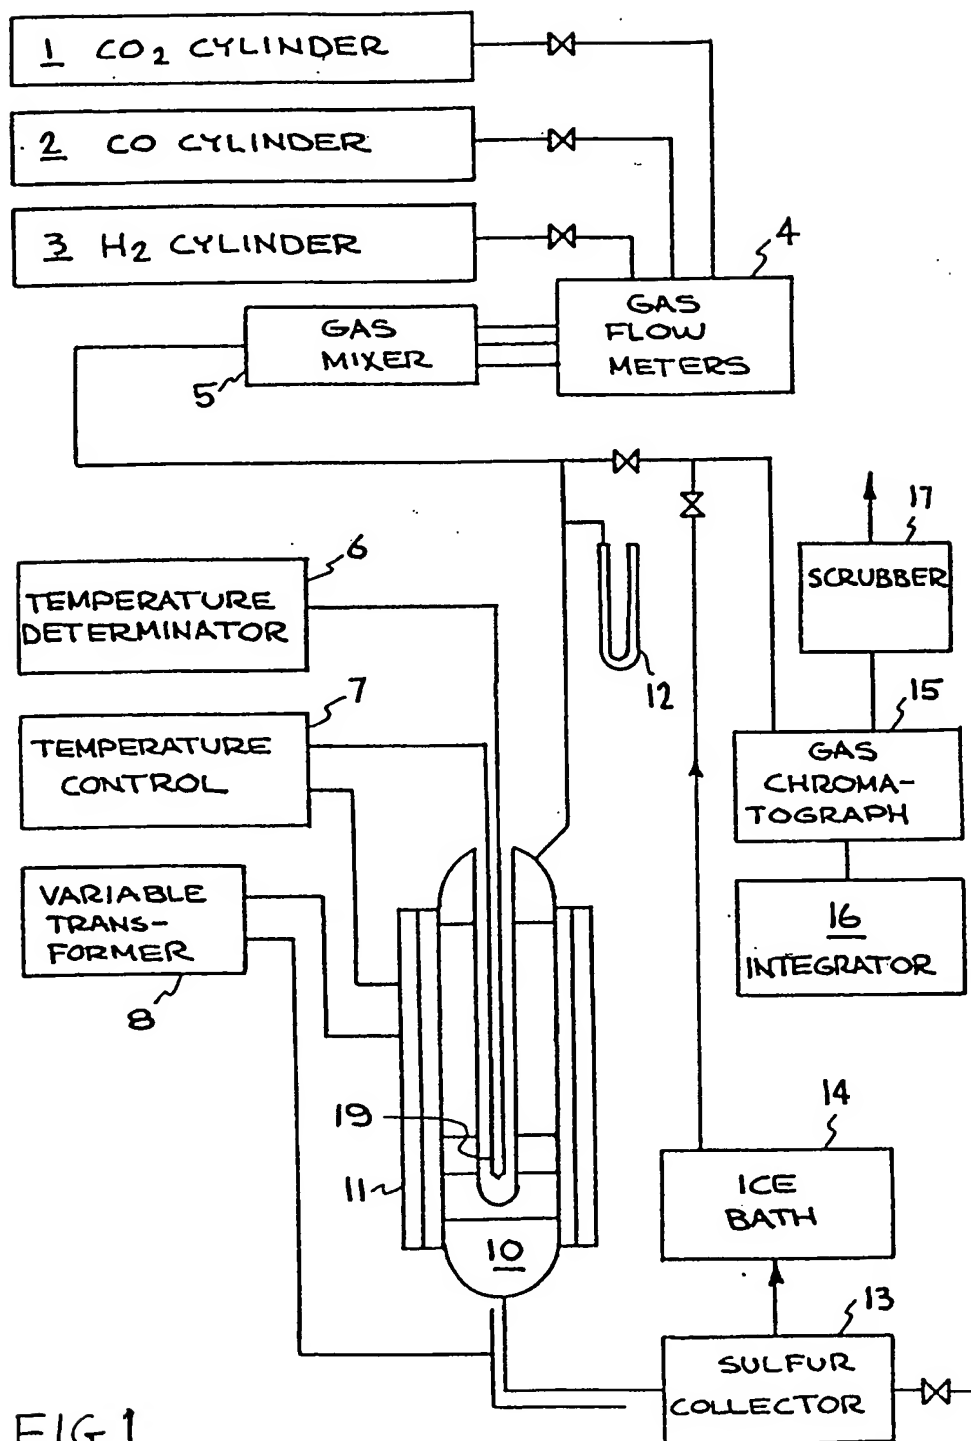 1 CO2 CYLINDER
2 CO CYLINDER
3 H2 CYLINDER
4
GAS
FLOW
METERS
GAS
MIXER
5
6
TEMPERATURE
DETERMINATOR
7
TEMPERATURE
CONTROL
VARIABLE
TRANS-
FORMER
8
12
17
SCRUBBER
15
GAS
CHROMA-
TOGRAPH
16
INTEGRATOR
19
11
10
14
ICE
BATH
13
SULFUR
COLLECTOR
FIG 1